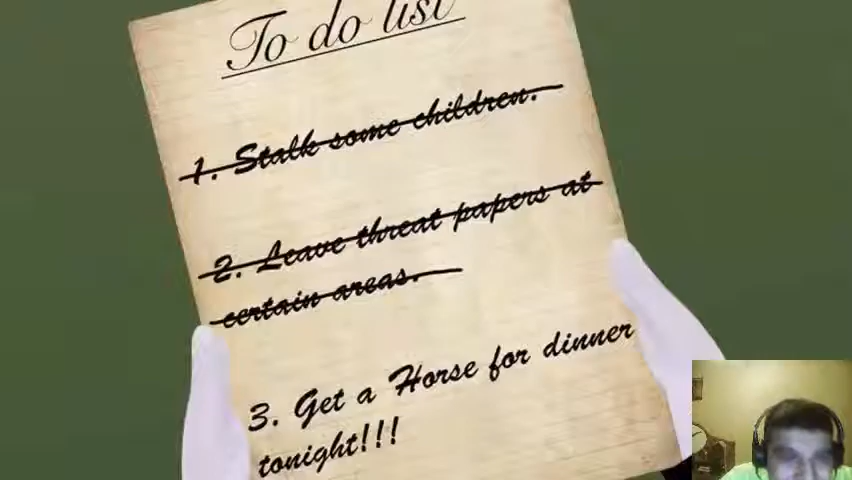 To do list
1. Stalk some children.
2. Leave threat papers at
certain areas.
3. Get a Horse for dinner
tonight!!!